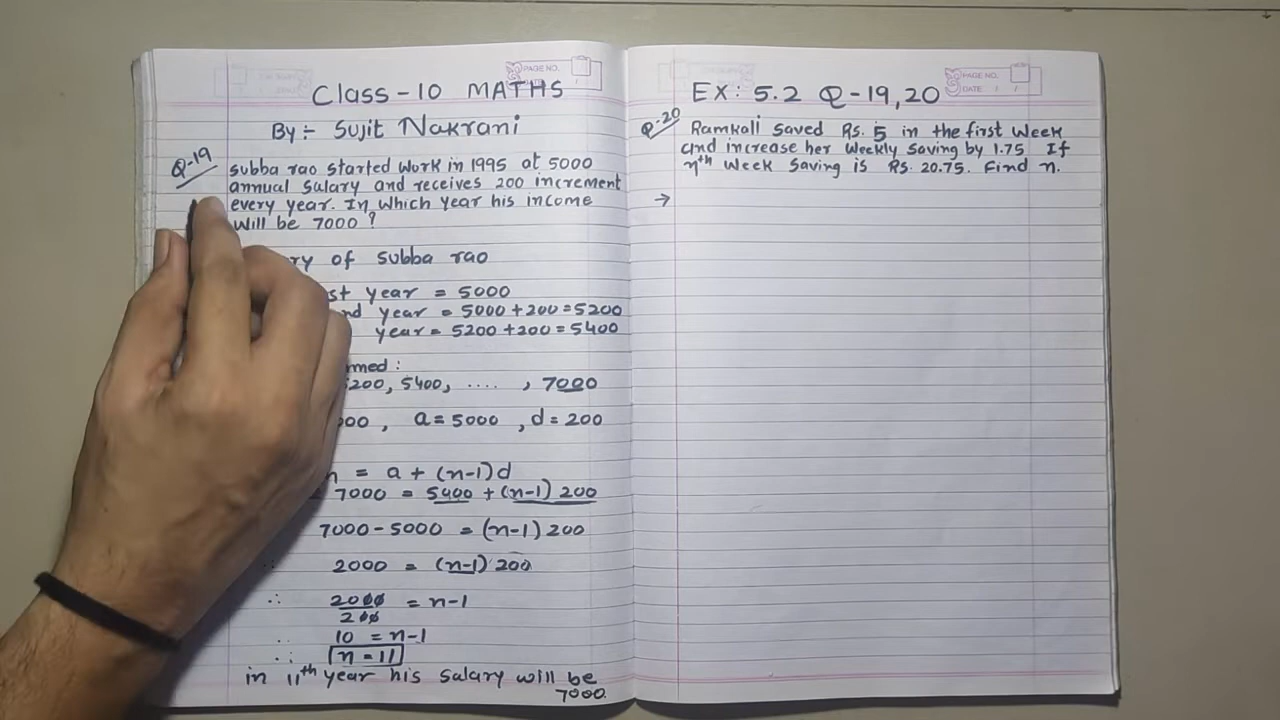 Class-10 MATHS
By:- Sujit Nakrani
Q-19
Subba rao started work in 1995 at 5000
annual salary and receives 200 increment
every year. In which year his income
will be 7000?
of subba rao
year = 5000
year = 5000 + 200 = 5200
year = 5200 + 200 = 5400
200, 5400, ...., 7000
, a = 5000, d = 200
= a + (n-1)d
7000 = 5400 + (n-1) 200
7000 - 5000 = (n-1) 200
2000 = (n-1) 200
∴ 2000/200 = n-1
∴ 10 = n-1
∴ n = 11
in 11th year his salary will be
7000.
PAGE NO.
DATE / /
EX: 5.2 Q-19,20
Q-20
Ramkali saved Rs. 5 in the first week
and increase her weekly saving by 1.75 If
nth week saving is Rs. 20.75. Find n.
→
PAGE NO.
DATE / /